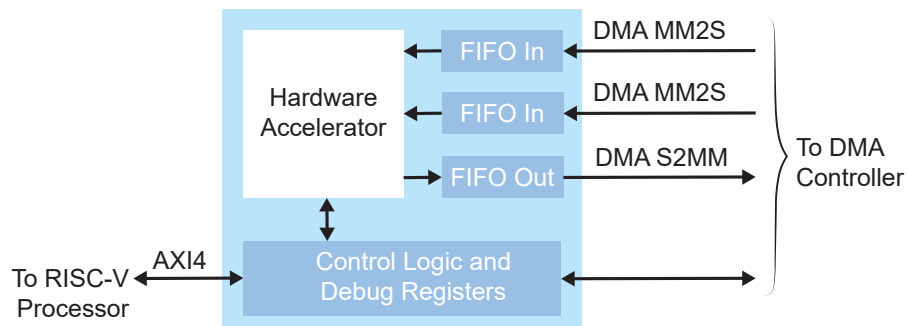 DMA MM2S
FIFO In
DMA MM2S
FIFO In
Hardware
Accelerator
DMA S2MM
FIFO Out
To DMA
Controller
AXI4
To RISC-V
Processor
Control Logic and
Debug Registers